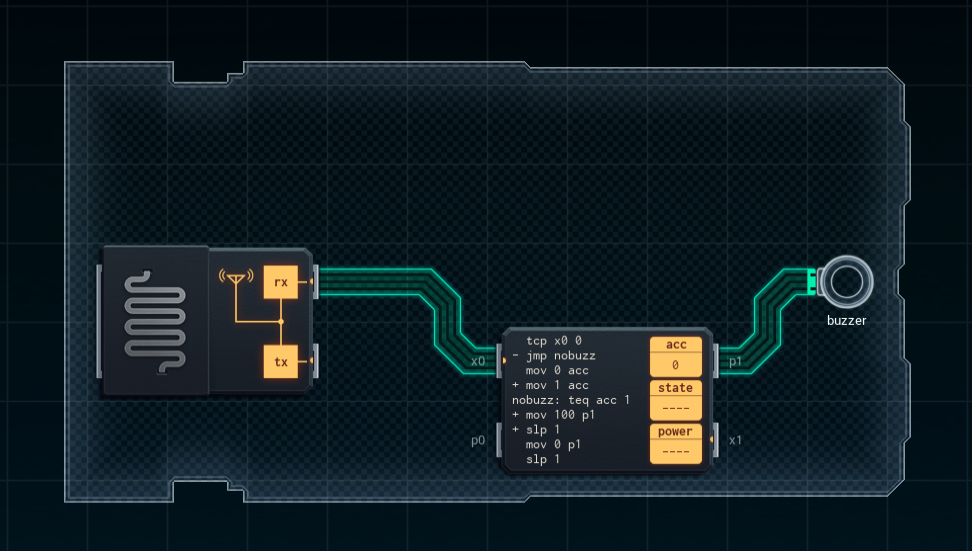 rx
tx
x0
p0
tcp x0 0
- jmp nobuzz
mov 0 acc
+ mov 1 acc
nobuzz: teq acc 1
+ mov 100 p1
+ slp 1
mov 0 p1
slp 1
acc
0
state
----
power
----
p1
x1
buzzer